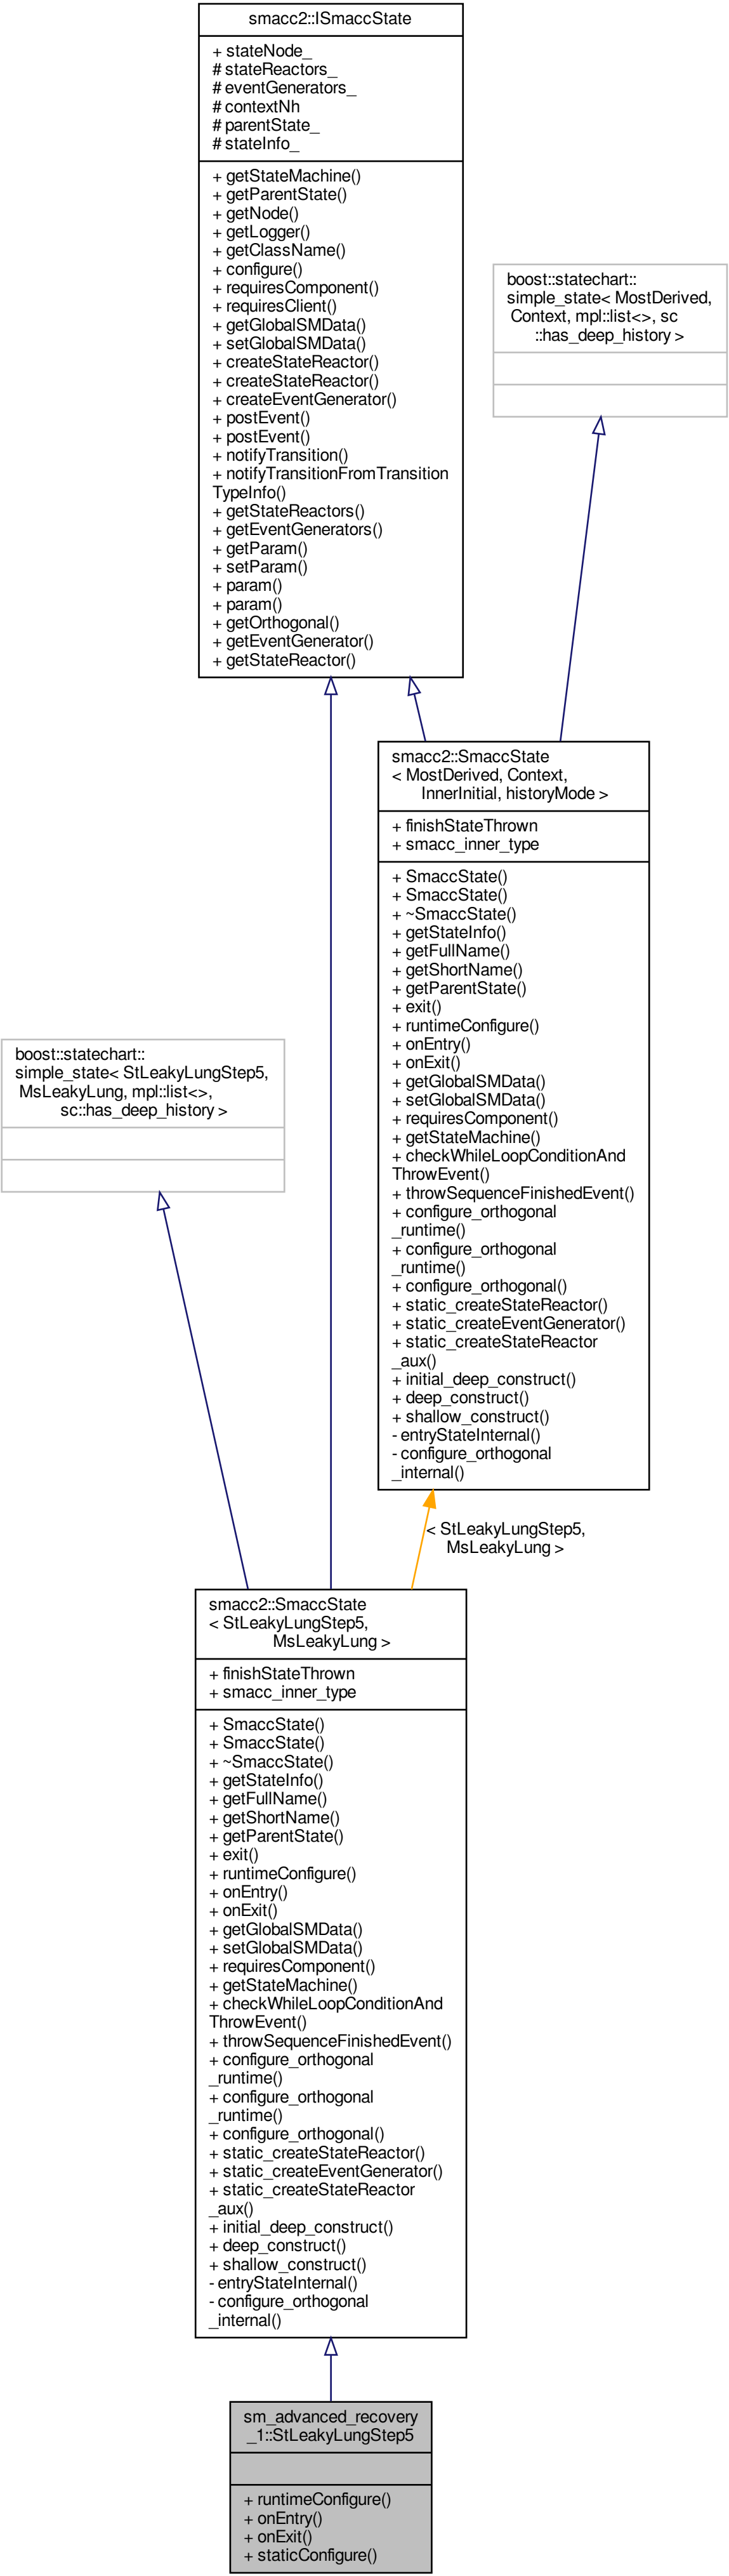 smacc2::ISmaccState
+ stateNode_
# stateReactors_
# eventGenerators_
# contextNh
# parentState_
# stateInfo_
+ getStateMachine()
+ getParentState()
+ getNode()
+ getLogger()
+ getClassName()
+ configure()
+ requiresComponent()
+ requiresClient()
+ getGlobalSMData()
+ setGlobalSMData()
+ createStateReactor()
+ createStateReactor()
+ createEventGenerator()
+ postEvent()
+ postEvent()
+ notifyTransition()
+ notifyTransitionFromTransition
TypeInfo()
+ getStateReactors()
+ getEventGenerators()
+ getParam()
+ setParam()
+ param()
+ param()
+ getOrthogonal()
+ getEventGenerator()
+ getStateReactor()
boost::statechart::
simple_state< MostDerived,
Context, mpl::list<>, sc
::has_deep_history >
smacc2::SmaccState
< MostDerived, Context,
InnerInitial, historyMode >
+ finishStateThrown
+ smacc_inner_type
+ SmaccState()
+ SmaccState()
+ ~SmaccState()
+ getStateInfo()
+ getFullName()
+ getShortName()
+ getParentState()
+ exit()
+ runtimeConfigure()
+ onEntry()
+ onExit()
+ getGlobalSMData()
+ setGlobalSMData()
+ requiresComponent()
+ getStateMachine()
+ checkWhileLoopConditionAnd
ThrowEvent()
+ throwSequenceFinishedEvent()
+ configure_orthogonal
_runtime()
+ configure_orthogonal
_runtime()
+ configure_orthogonal()
+ static_createStateReactor()
+ static_createEventGenerator()
+ static_createStateReactor
_aux()
+ initial_deep_construct()
+ deep_construct()
+ shallow_construct()
- entryStateInternal()
- configure_orthogonal
_internal()
boost::statechart::
simple_state< StLeakyLungStep5,
MsLeakyLung, mpl::list<>,
sc::has_deep_history >
< StLeakyLungStep5,
MsLeakyLung >
smacc2::SmaccState
< StLeakyLungStep5,
MsLeakyLung >
+ finishStateThrown
+ smacc_inner_type
+ SmaccState()
+ SmaccState()
+ ~SmaccState()
+ getStateInfo()
+ getFullName()
+ getShortName()
+ getParentState()
+ exit()
+ runtimeConfigure()
+ onEntry()
+ onExit()
+ getGlobalSMData()
+ setGlobalSMData()
+ requiresComponent()
+ getStateMachine()
+ checkWhileLoopConditionAnd
ThrowEvent()
+ throwSequenceFinishedEvent()
+ configure_orthogonal
_runtime()
+ configure_orthogonal
_runtime()
+ configure_orthogonal()
+ static_createStateReactor()
+ static_createEventGenerator()
+ static_createStateReactor
_aux()
+ initial_deep_construct()
+ deep_construct()
+ shallow_construct()
- entryStateInternal()
- configure_orthogonal
_internal()
sm_advanced_recovery
_1::StLeakyLungStep5
+ runtimeConfigure()
+ onEntry()
+ onExit()
+ staticConfigure()